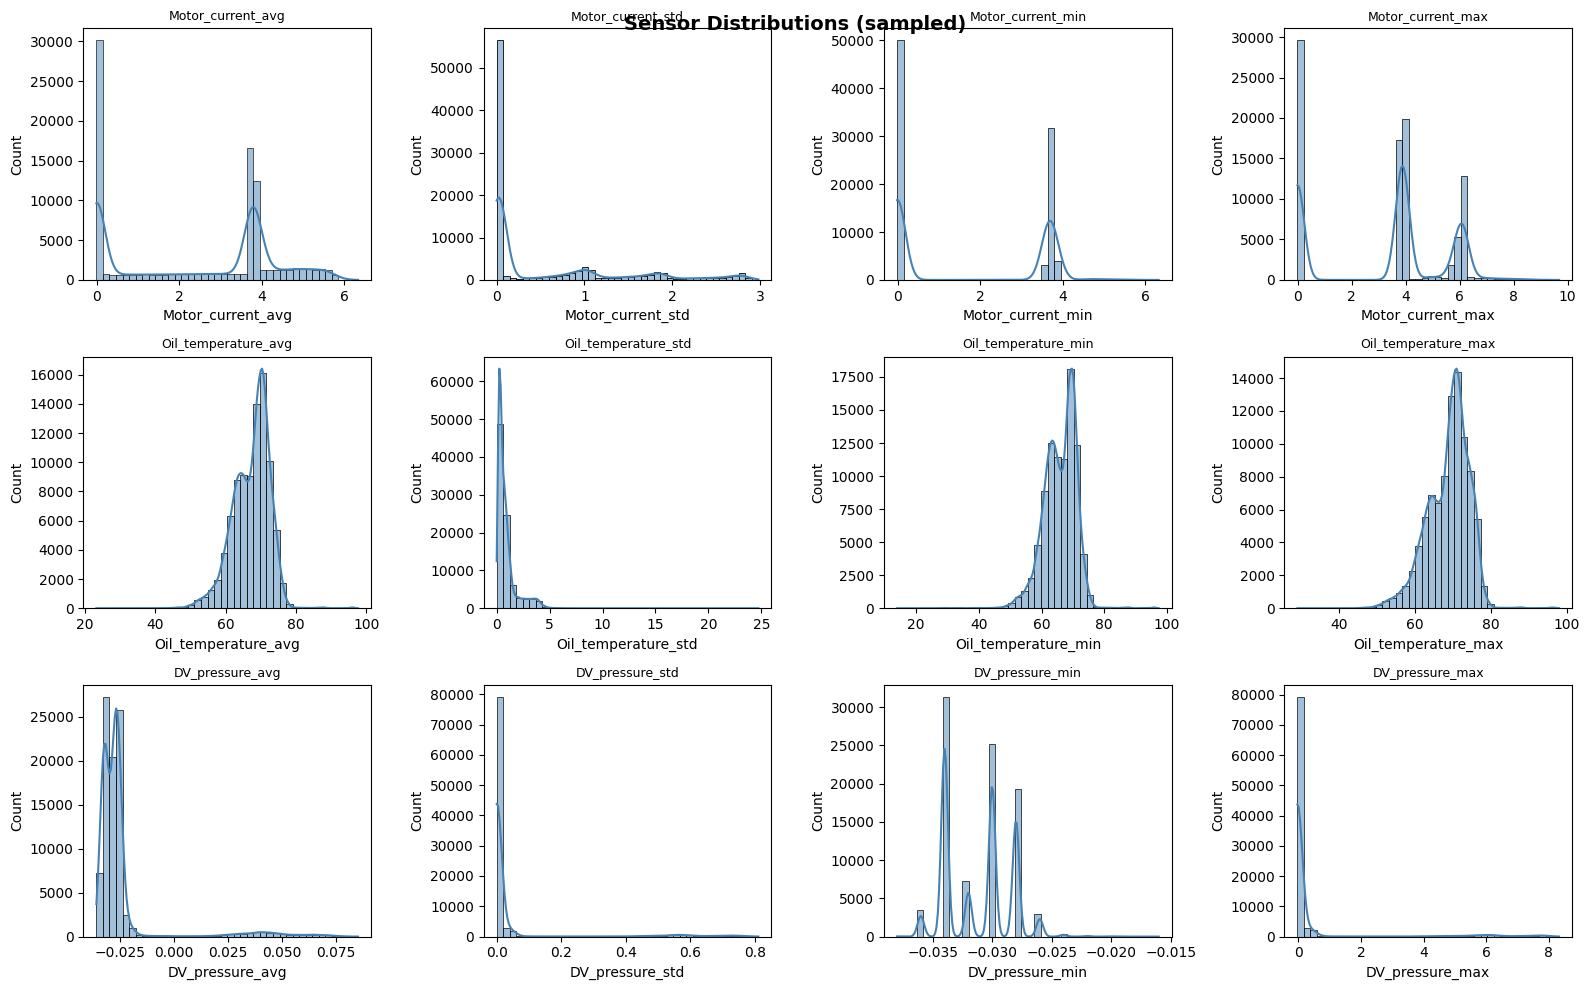 Sensor Distributions (sampled)
Motor_current_avg
Motor_current_std
Motor_current_min
Motor_current_max
Count
30000
25000
20000
15000
10000
5000
0
0 2 4 6
Motor_current_avg
Count
50000
40000
30000
20000
10000
0
0 1 2 3
Motor_current_std
Count
50000
40000
30000
20000
10000
0
0 2 4 6
Motor_current_min
Count
30000
25000
20000
15000
10000
5000
0
0 2 4 6 8 10
Motor_current_max
Oil_temperature_avg
Oil_temperature_std
Oil_temperature_min
Oil_temperature_max
Count
16000
14000
12000
10000
8000
6000
4000
2000
0
20 40 60 80 100
Oil_temperature_avg
Count
60000
50000
40000
30000
20000
10000
0
0 5 10 15 20 25
Oil_temperature_std
Count
17500
15000
12500
10000
7500
5000
2500
0
20 40 60 80 100
Oil_temperature_min
Count
14000
12000
10000
8000
6000
4000
2000
0
40 60 80 100
Oil_temperature_max
DV_pressure_avg
DV_pressure_std
DV_pressure_min
DV_pressure_max
Count
25000
20000
15000
10000
5000
0
−0.025 0.000 0.025 0.050 0.075
DV_pressure_avg
Count
80000
70000
60000
50000
40000
30000
20000
10000
0
0.0 0.2 0.4 0.6 0.8
DV_pressure_std
Count
30000
25000
20000
15000
10000
5000
0
−0.035 −0.030 −0.025 −0.020 −0.015
DV_pressure_min
Count
80000
70000
60000
50000
40000
30000
20000
10000
0
0 2 4 6 8
DV_pressure_max